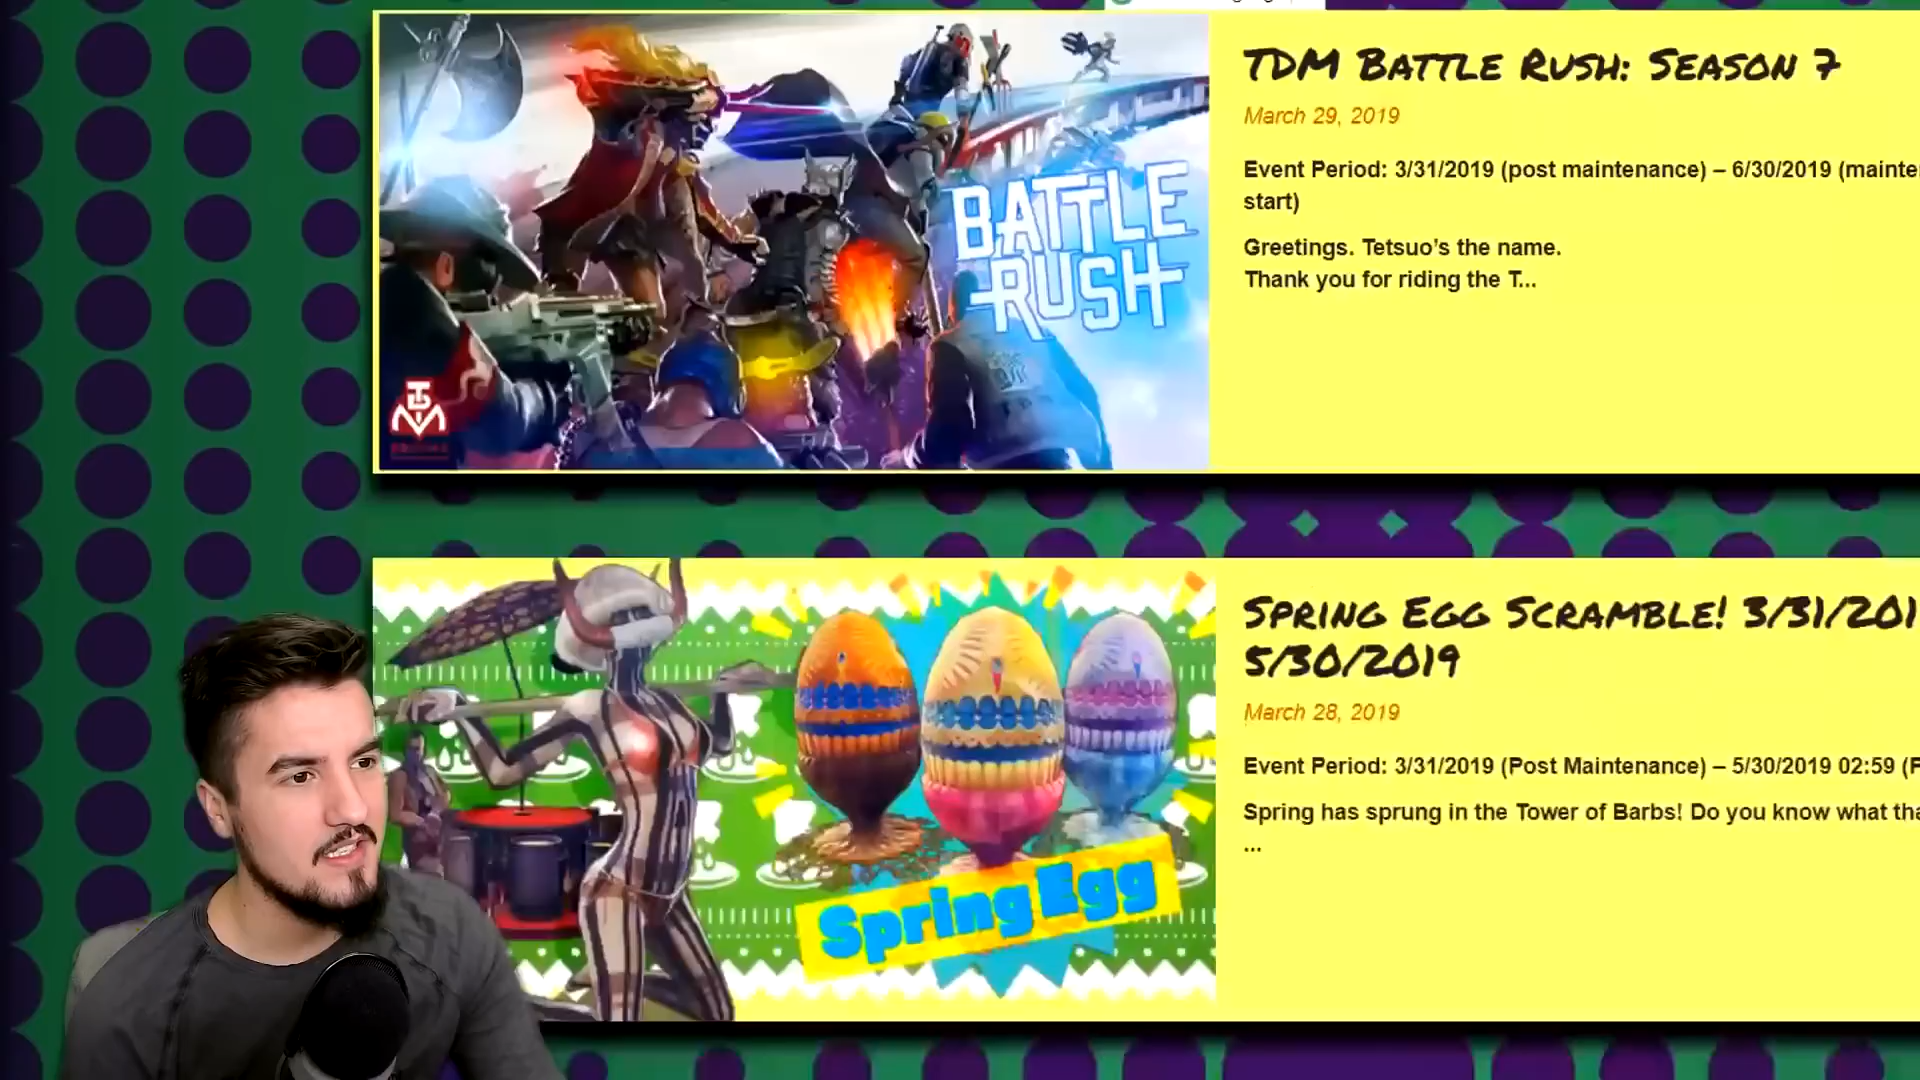 TDM BATTLE RUSH: SEASON 7
March 29, 2019
Event Period: 3/31/2019 (post maintenance) – 6/30/2019 (mainte
start)
Greetings. Tetsuo's the name.
Thank you for riding the T...
BATTLE
RUSH
TDM
SPRING EGG SCRAMBLE! 3/31/201
5/30/2019
March 28, 2019
Event Period: 3/31/2019 (Post Maintenance) – 5/30/2019 02:59 (P
Spring has sprung in the Tower of Barbs! Do you know what tha
...
Spring Egg